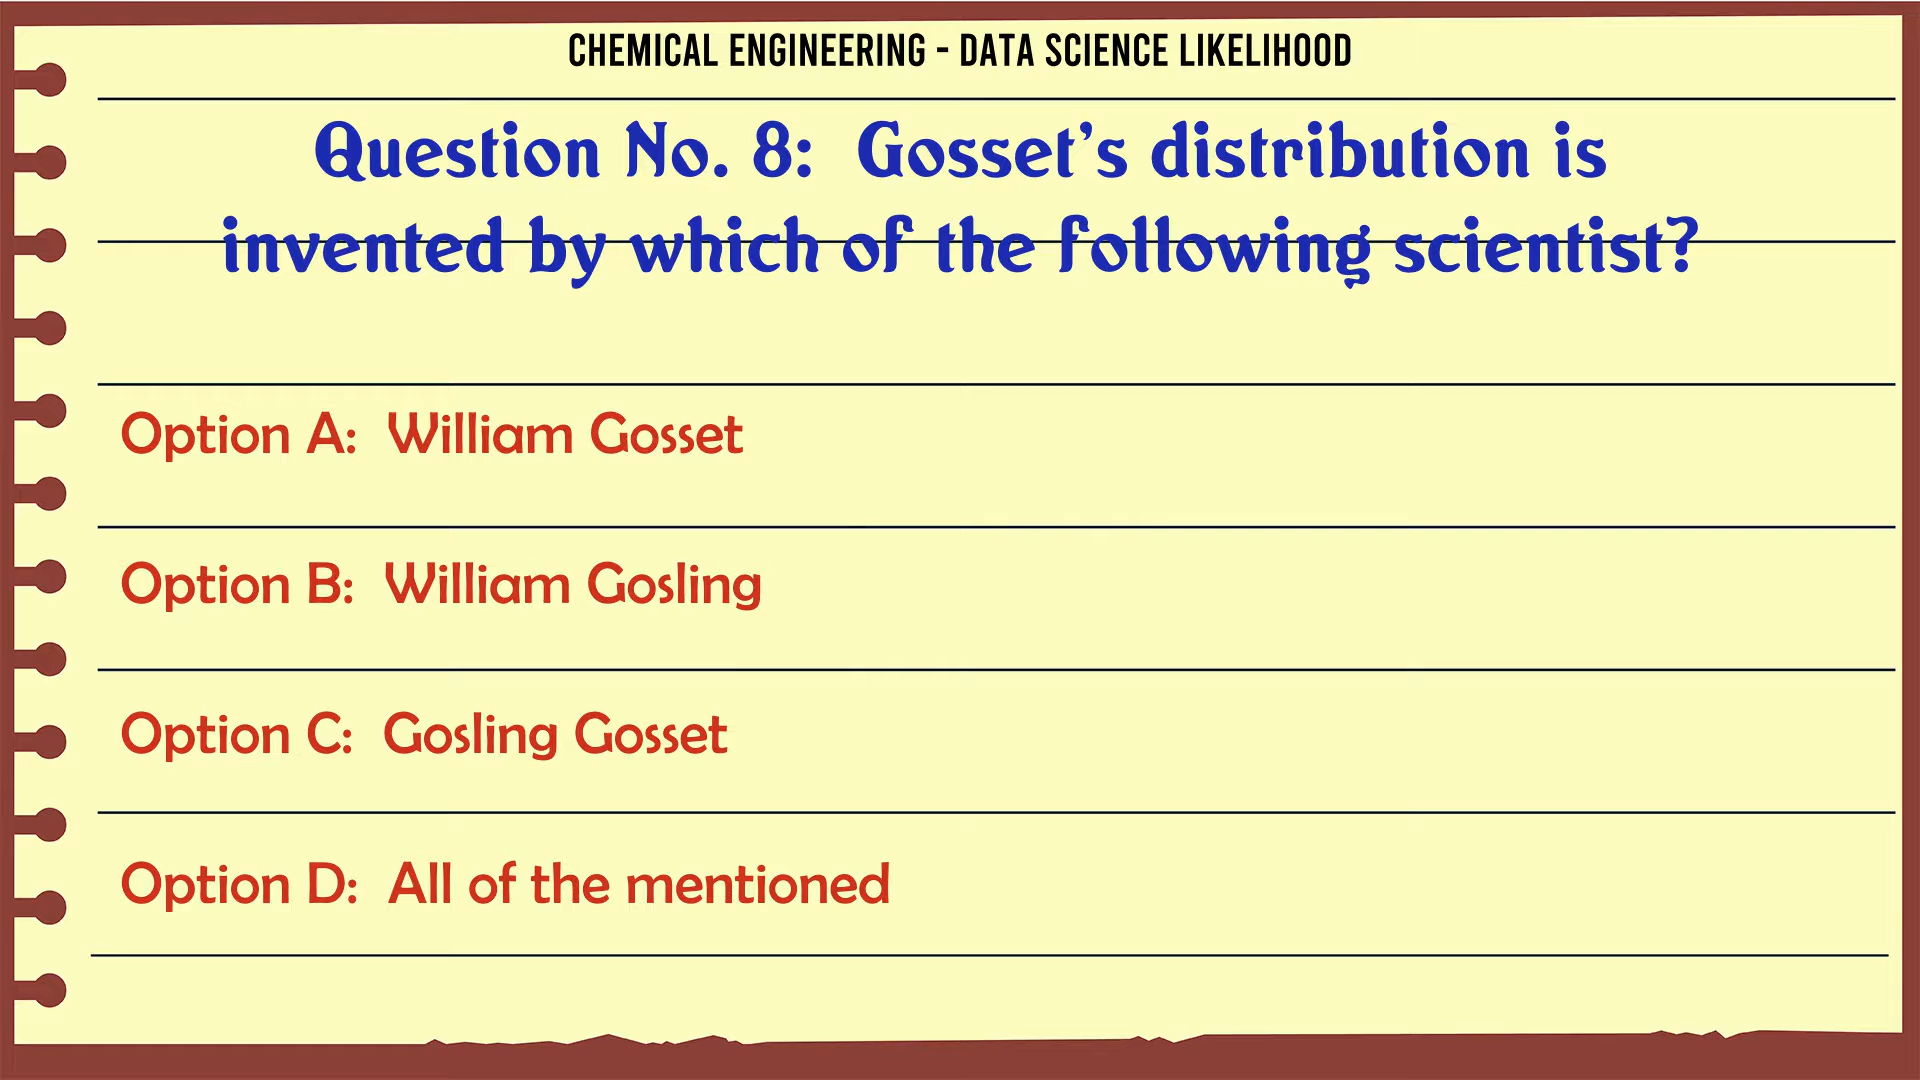 CHEMICAL ENGINEERING - DATA SCIENCE LIKELIHOOD
Question No. 8:  Gosset's distribution is
invented by which of the following scientist?
Option A:  William Gosset
Option B:  William Gosling
Option C:  Gosling Gosset
Option D:  All of the mentioned